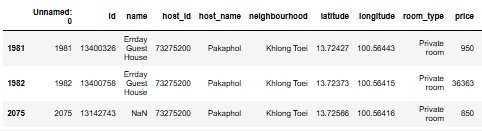 Unnamed: 0 id name host_id host_name neighbourhood latitude longitude room_type price
1981 1981 13400326 Errday Guest House 73275200 Pakaphol Khlong Toei 13.72427 100.56443 Private room 950
1982 1982 13400758 Errday Guest House 73275200 Pakaphol Khlong Toei 13.72373 100.56415 Private room 36363
2075 2075 13142743 NaN 73275200 Pakaphol Khlong Toei 13.72566 100.56416 Private room 850